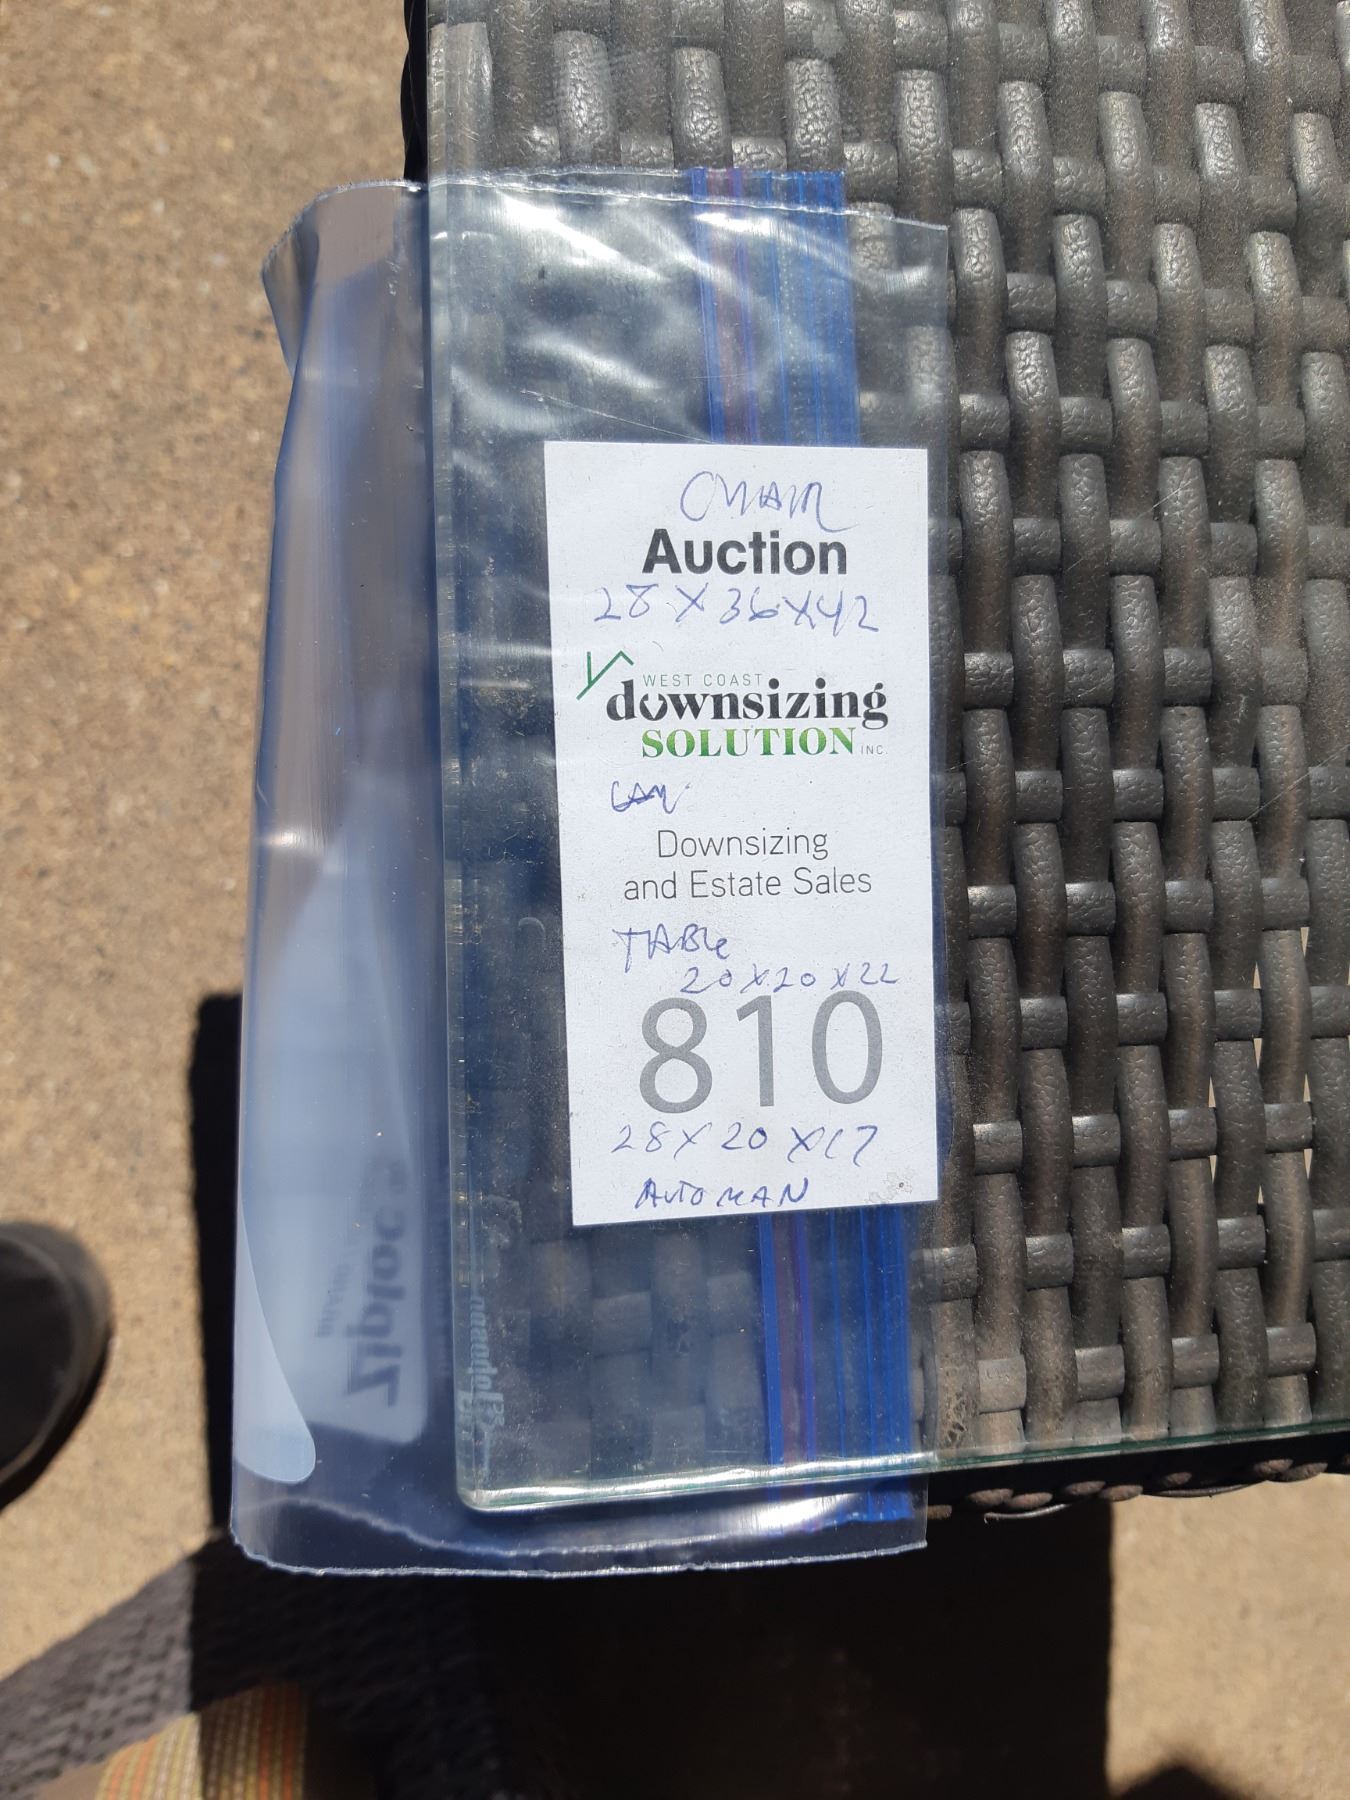 CHAIR
Auction
28 X 36 X 42
WEST COAST
downsizing
SOLUTION INC.
Downsizing
and Estate Sales
TABLE
20 X 20 X 22
810
28 X 20 X 17
AUTOMAN
Ziploc